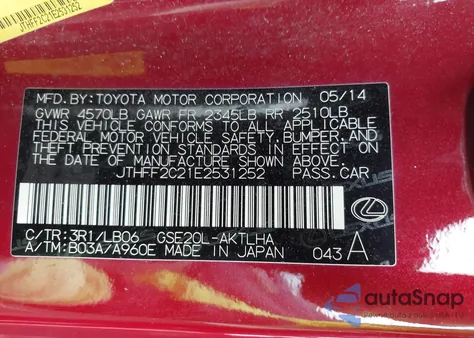 JTHFF2C21E2531252
MFD. BY: TOYOTA MOTOR CORPORATION 05/14
GVWR 4570LB GAWR FR 2345LB RR 2510LB
THIS VEHICLE CONFORMS TO ALL APPLICABLE
FEDERAL MOTOR VEHICLE SAFETY, BUMPER, AND
THEFT PREVENTION STANDARDS IN EFFECT ON
THE DATE OF MANUFACTURE SHOWN ABOVE.
JTHFF2C21E2531252 PASS.CAR
C/TR:3R1/LB06 GSE20L-AKTLHA
A/TM:B03A/A960E MADE IN JAPAN 043 A
autaSnap